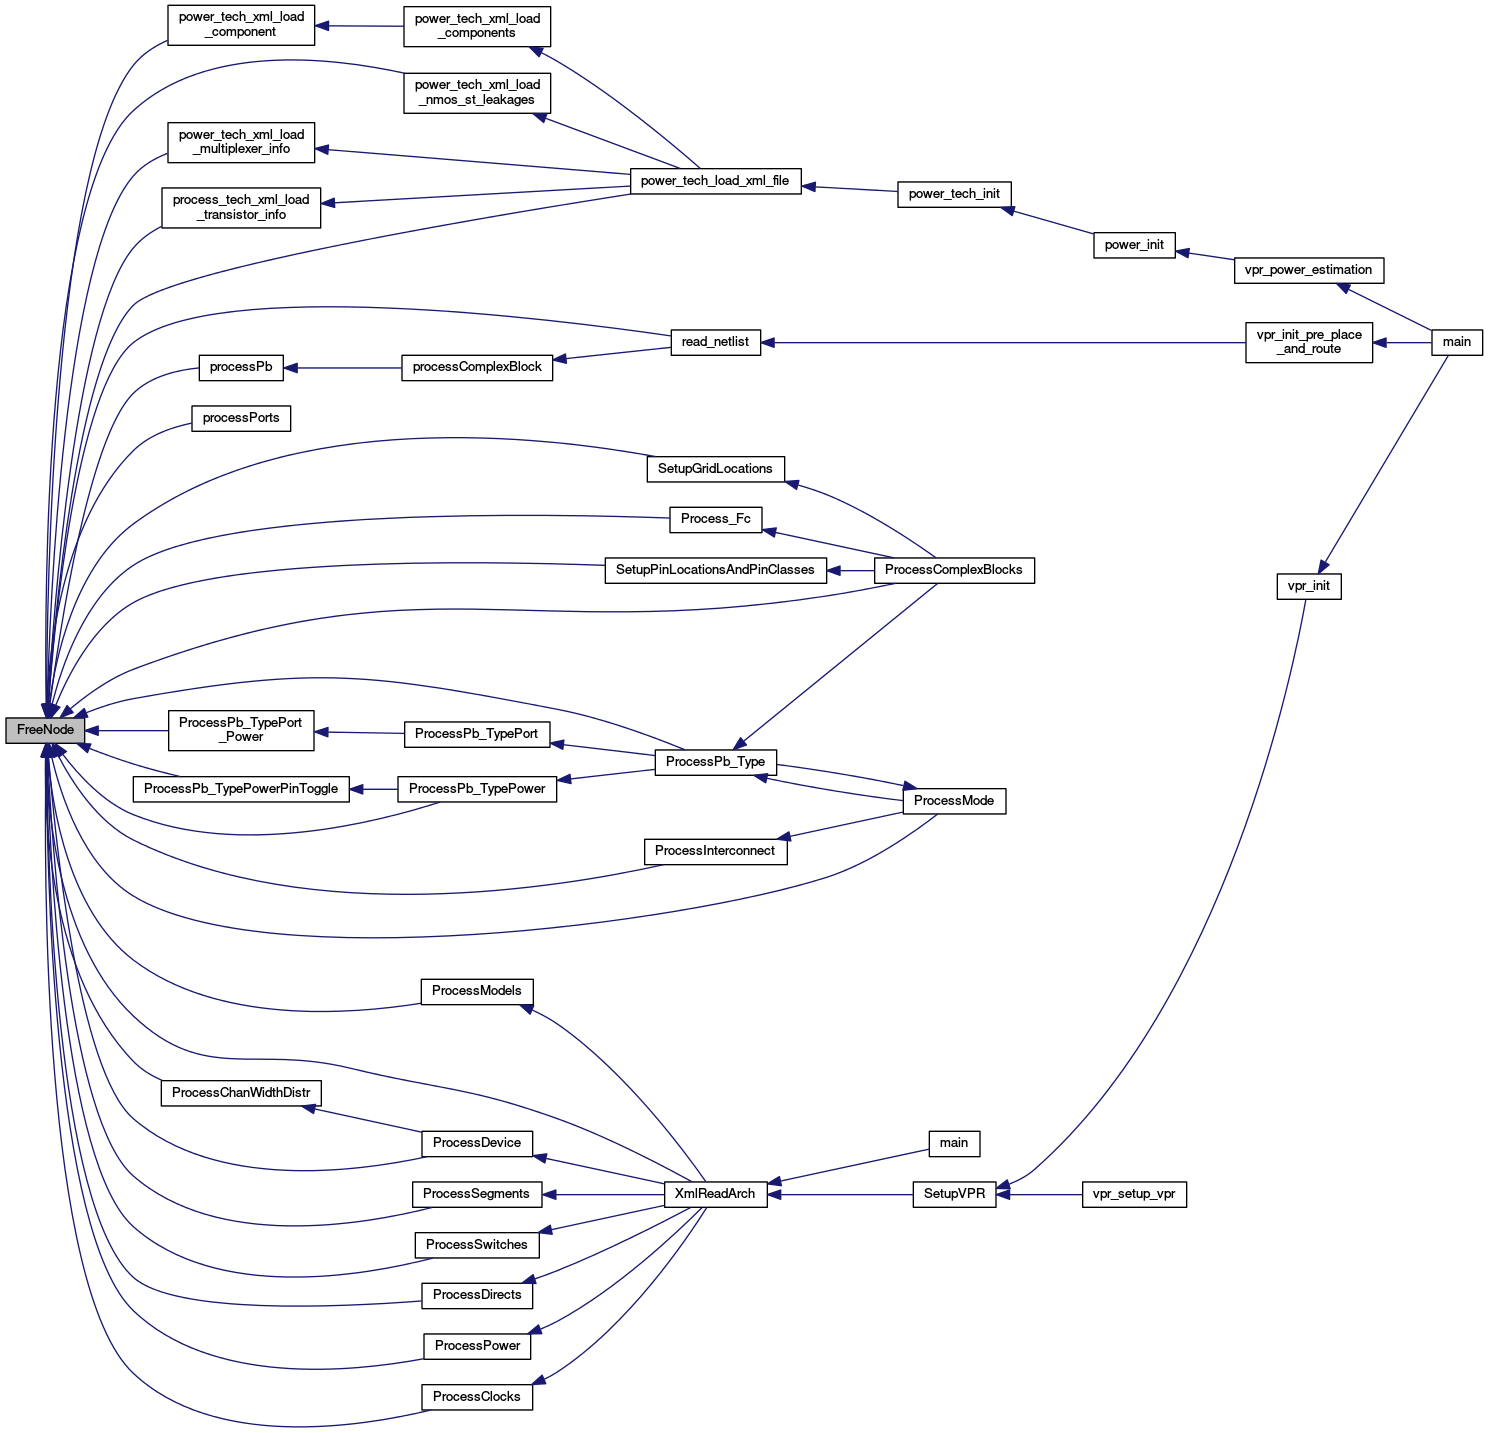 power_tech_xml_load
_component
power_tech_xml_load
_components
power_tech_xml_load
_nmos_st_leakages
power_tech_xml_load
_multiplexer_info
power_tech_load_xml_file
process_tech_xml_load
_transistor_info
power_tech_init
power_init
vpr_power_estimation
read_netlist
vpr_init_pre_place
_and_route
main
processPb
processComplexBlock
processPorts
SetupGridLocations
Process_Fc
SetupPinLocationsAndPinClasses
ProcessComplexBlocks
vpr_init
FreeNode
ProcessPb_TypePort
_Power
ProcessPb_TypePort
ProcessPb_Type
ProcessPb_TypePowerPinToggle
ProcessPb_TypePower
ProcessMode
ProcessInterconnect
ProcessModels
ProcessChanWidthDistr
ProcessDevice
main
ProcessSegments
XmlReadArch
SetupVPR
vpr_setup_vpr
ProcessSwitches
ProcessDirects
ProcessPower
ProcessClocks